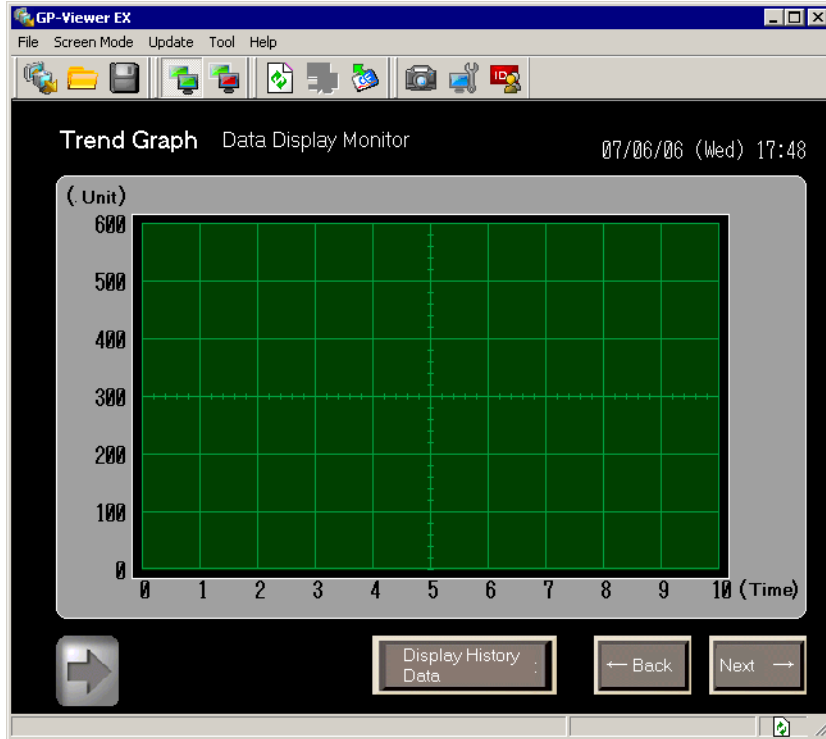 GP-Viewer EX
File Screen Mode Update Tool Help
ID
Trend Graph Data Display Monitor
07/06/06 (Wed) 17:48
(. Unit)
600
500
400
300
200
100
0
0 1 2 3 4 5 6 7 8 9 10 (Time)
Display History :
Data
← Back
Next →